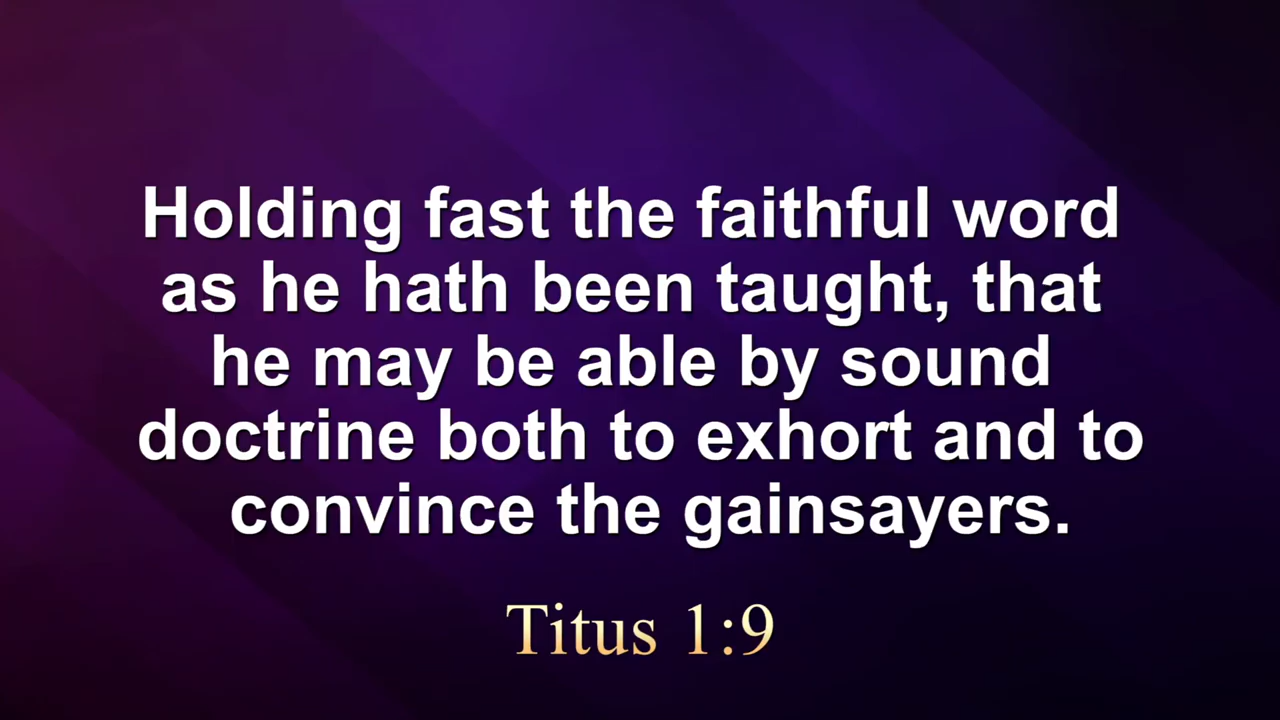 Holding fast the faithful word
as he hath been taught, that
he may be able by sound
doctrine both to exhort and to
convince the gainsayers.
Titus 1:9